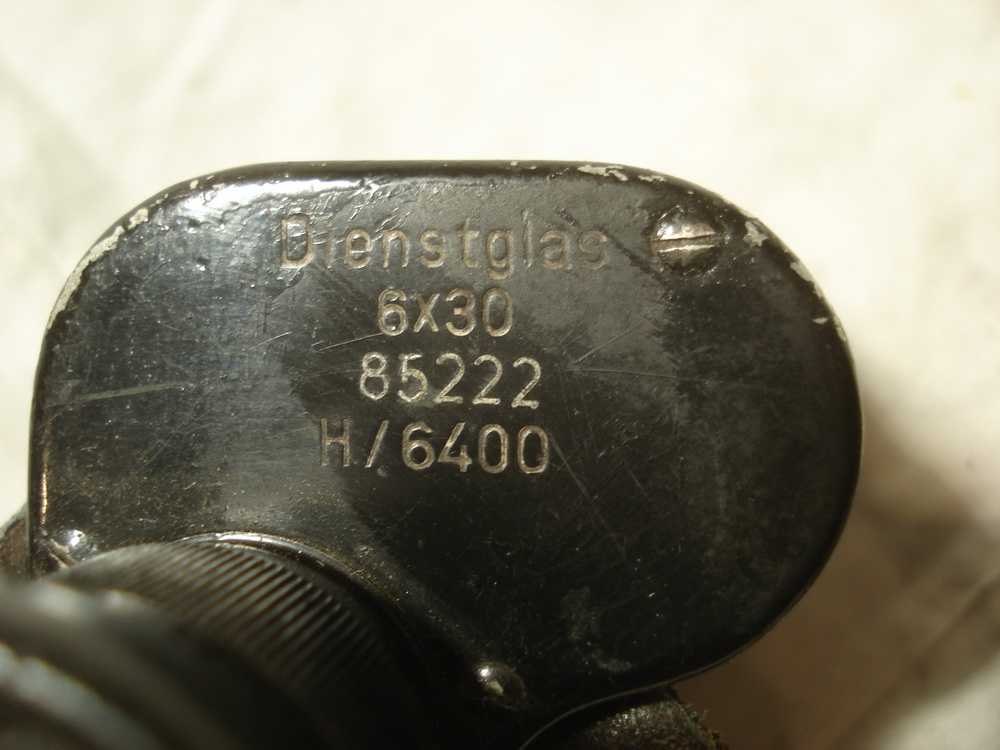 Dienstglas
6x30
85222
H/6400